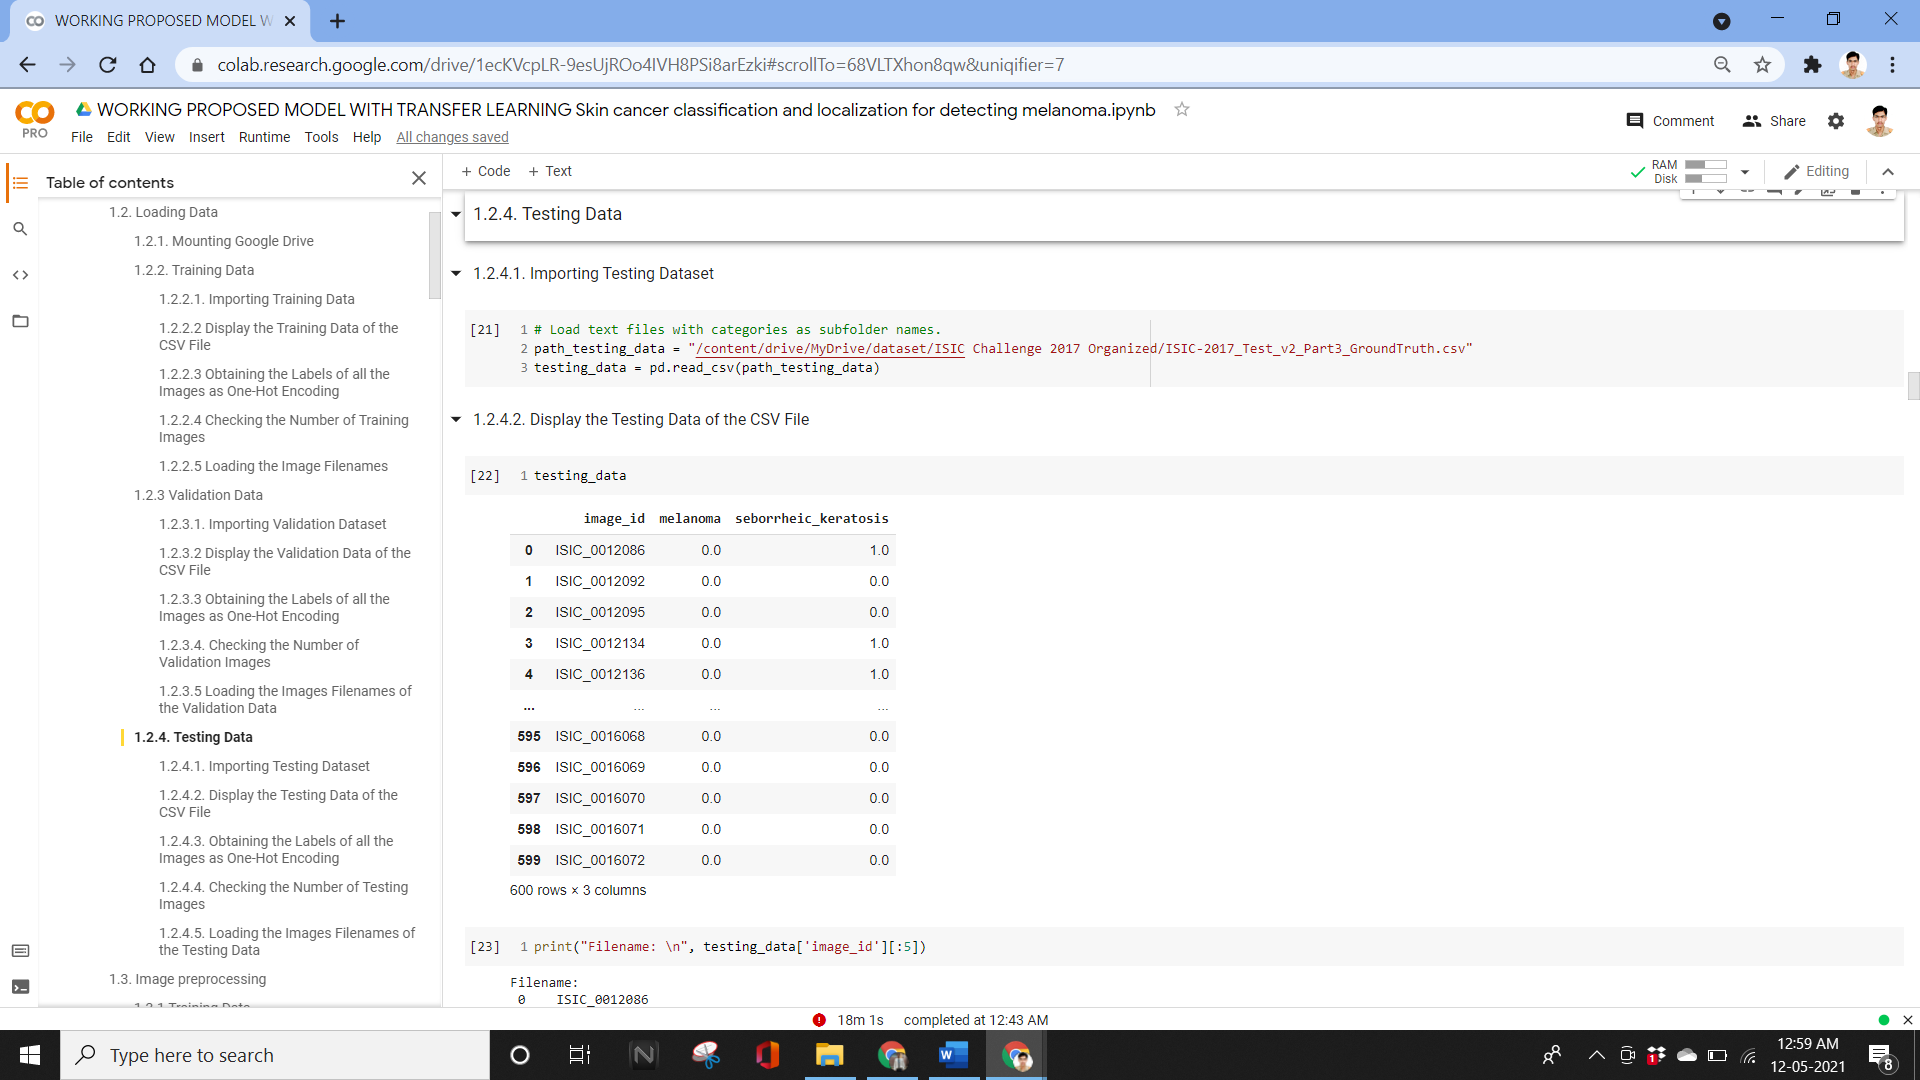 WORKING PROPOSED MODEL W
colab.research.google.com/drive/1ecKVcpLR-9esUjROo4IVH8PSi8arEzki#scrollTo=68VLTXhon8qw&uniqifier=7
PRO
WORKING PROPOSED MODEL WITH TRANSFER LEARNING Skin cancer classification and localization for detecting melanoma.ipynb
File Edit View Insert Runtime Tools Help All changes saved
Comment Share
Table of contents
1.2. Loading Data
1.2.1. Mounting Google Drive
1.2.2. Training Data
1.2.2.1. Importing Training Data
1.2.2.2 Display the Training Data of the
CSV File
1.2.2.3 Obtaining the Labels of all the
Images as One-Hot Encoding
1.2.2.4 Checking the Number of Training
Images
1.2.2.5 Loading the Image Filenames
1.2.3 Validation Data
1.2.3.1. Importing Validation Dataset
1.2.3.2 Display the Validation Data of the
CSV File
1.2.3.3 Obtaining the Labels of all the
Images as One-Hot Encoding
1.2.3.4. Checking the Number of
Validation Images
1.2.3.5 Loading the Images Filenames of
the Validation Data
1.2.4. Testing Data
1.2.4.1. Importing Testing Dataset
1.2.4.2. Display the Testing Data of the
CSV File
1.2.4.3. Obtaining the Labels of all the
Images as One-Hot Encoding
1.2.4.4. Checking the Number of Testing
Images
1.2.4.5. Loading the Images Filenames of
the Testing Data
1.3. Image preprocessing
1.3.1 Training Data
+ Code + Text
RAM
Disk
Editing
1.2.4. Testing Data
1.2.4.1. Importing Testing Dataset
[21] 1 # Load text files with categories as subfolder names.
2 path_testing_data = "/content/drive/MyDrive/dataset/ISIC Challenge 2017 Organized/ISIC-2017_Test_v2_Part3_GroundTruth.csv"
3 testing_data = pd.read_csv(path_testing_data)
1.2.4.2. Display the Testing Data of the CSV File
[22] 1 testing_data
image_id melanoma seborrheic_keratosis
0 ISIC_0012086 0.0 1.0
1 ISIC_0012092 0.0 0.0
2 ISIC_0012095 0.0 0.0
3 ISIC_0012134 0.0 1.0
4 ISIC_0012136 0.0 1.0
... ... ... ...
595 ISIC_0016068 0.0 0.0
596 ISIC_0016069 0.0 0.0
597 ISIC_0016070 0.0 0.0
598 ISIC_0016071 0.0 0.0
599 ISIC_0016072 0.0 0.0
600 rows × 3 columns
[23] 1 print("Filename: \n", testing_data['image_id'][:5])
Filename:
0 ISIC_0012086
18m 1s completed at 12:43 AM
Type here to search
12:59 AM
12-05-2021
8